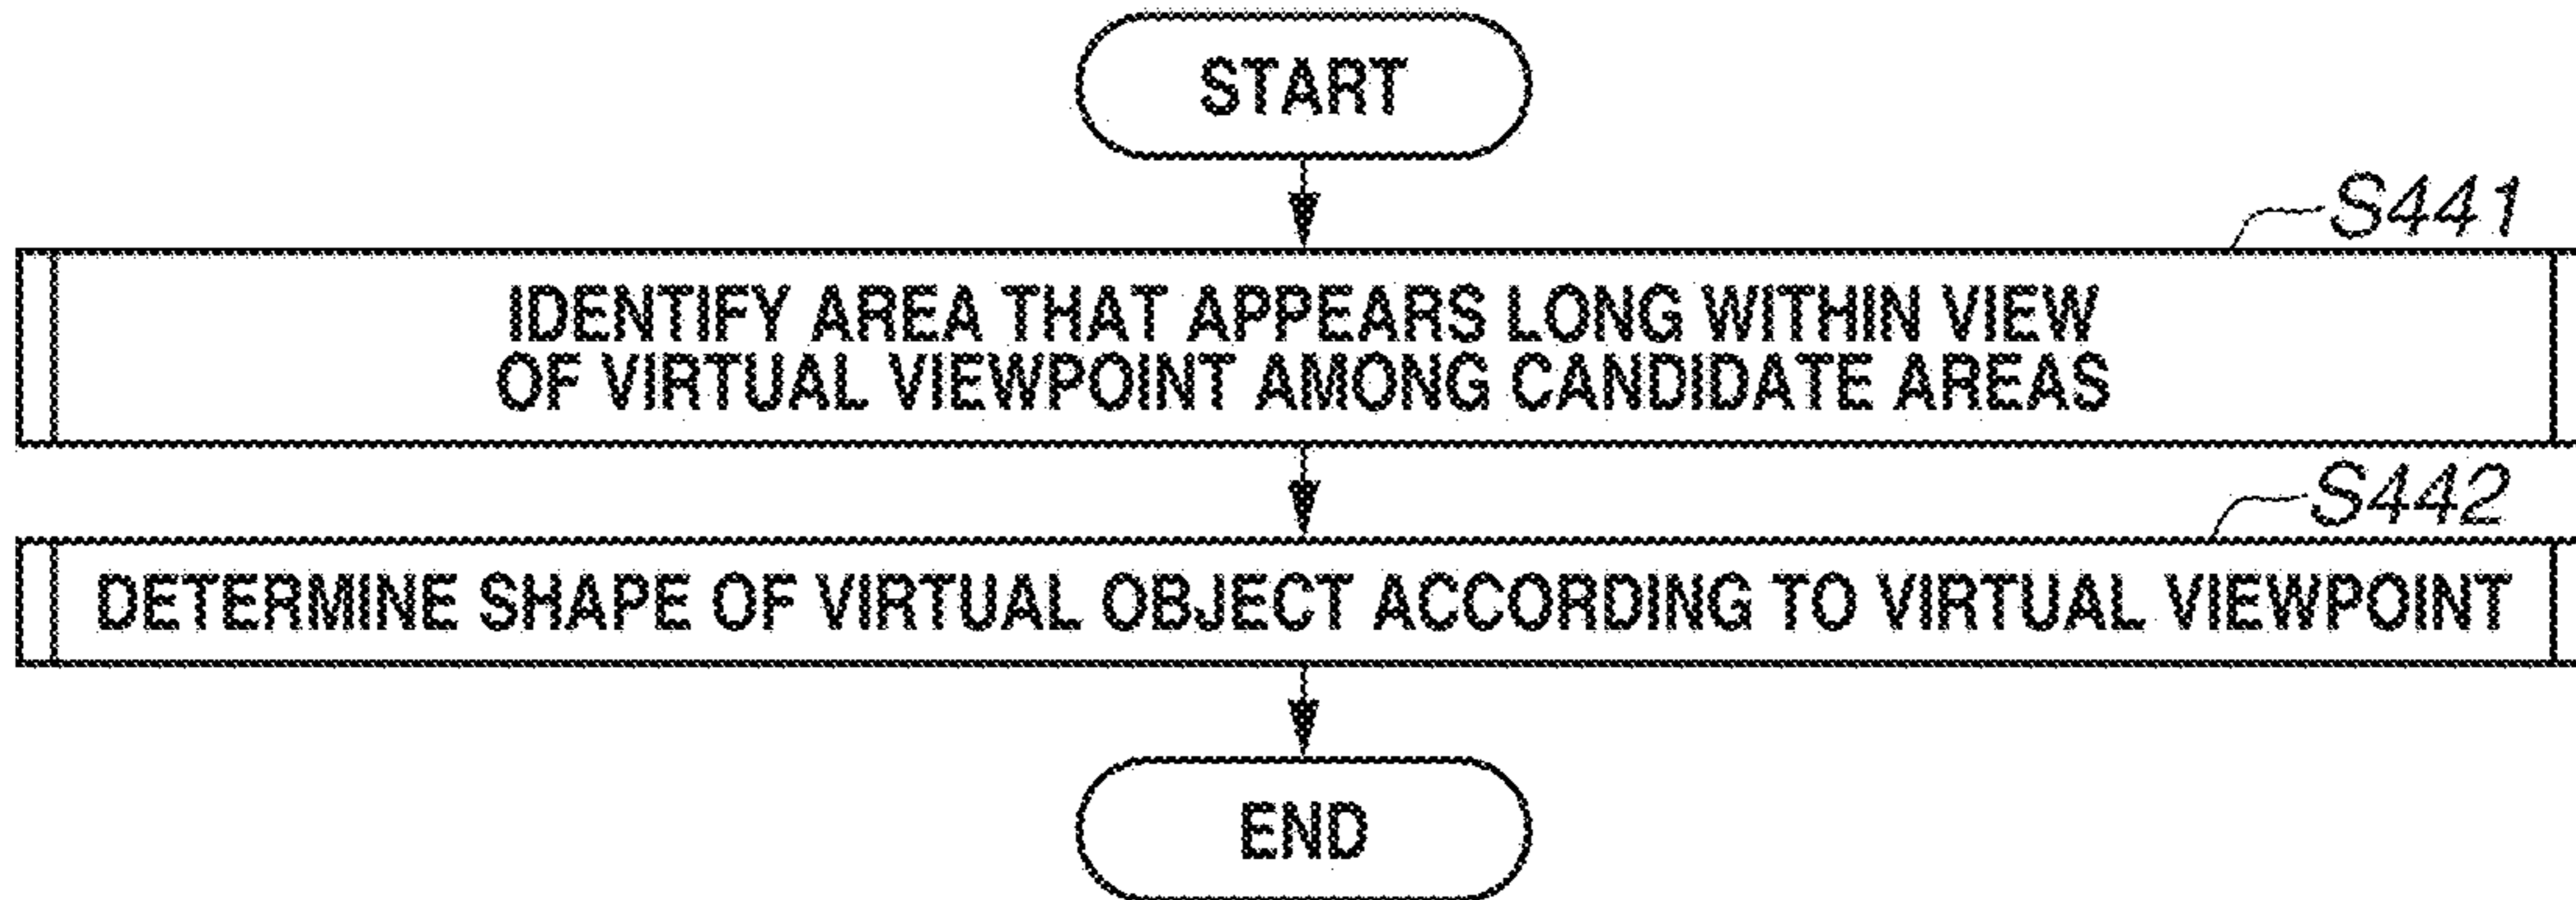 START
S441
IDENTIFY AREA THAT APPEARS LONG WITHIN VIEW
OF VIRTUAL VIEWPOINT AMONG CANDIDATE AREAS
S442
DETERMINE SHAPE OF VIRTUAL OBJECT ACCORDING TO VIRTUAL VIEWPOINT
END